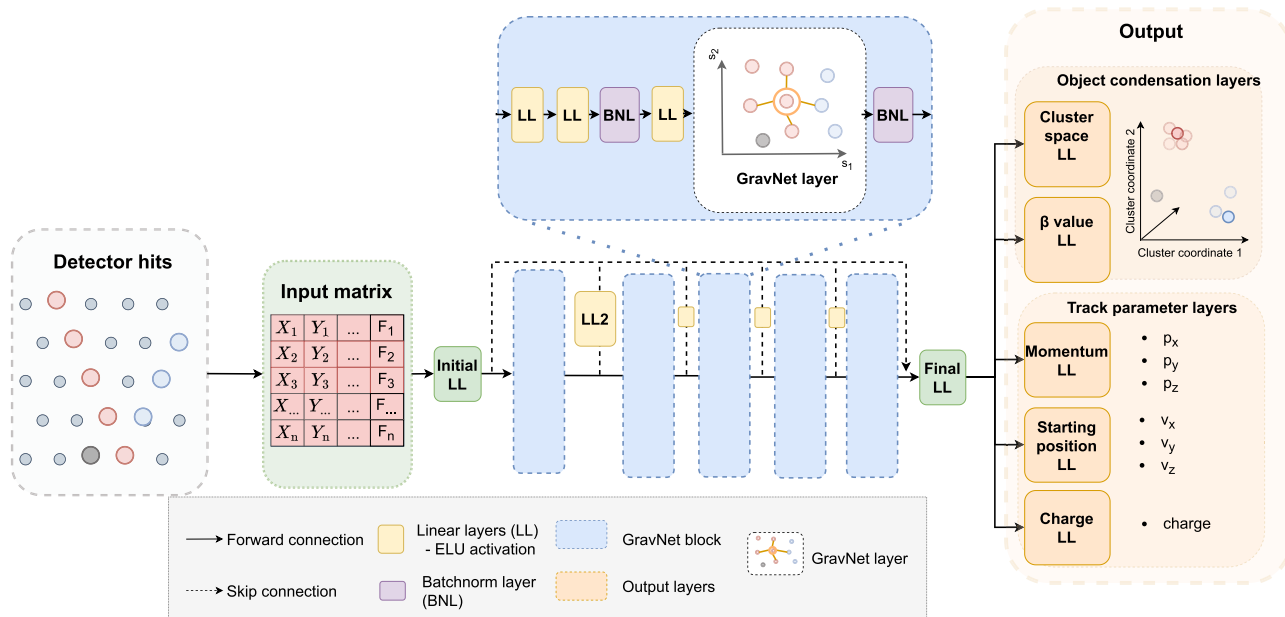 Output
Object condensation layers
Cluster
space
LL
β value
LL
Cluster coordinate 2
Cluster coordinate 1
LL
LL
BNL
LL
s2
s1
GravNet layer
BNL
Detector hits
Input matrix
X1 Y1 ... F1
X2 Y2 ... F2
X3 Y3 ... F3
X... Y... ... F...
Xn Yn ... Fn
Initial
LL
LL2
Final
LL
Track parameter layers
Momentum
LL
• px
• py
• pz
Starting
position
LL
• vx
• vy
• vz
Charge
LL
• charge
Forward connection
Skip connection
Linear layers (LL)
- ELU activation
Batchnorm layer
(BNL)
GravNet block
Output layers
GravNet layer